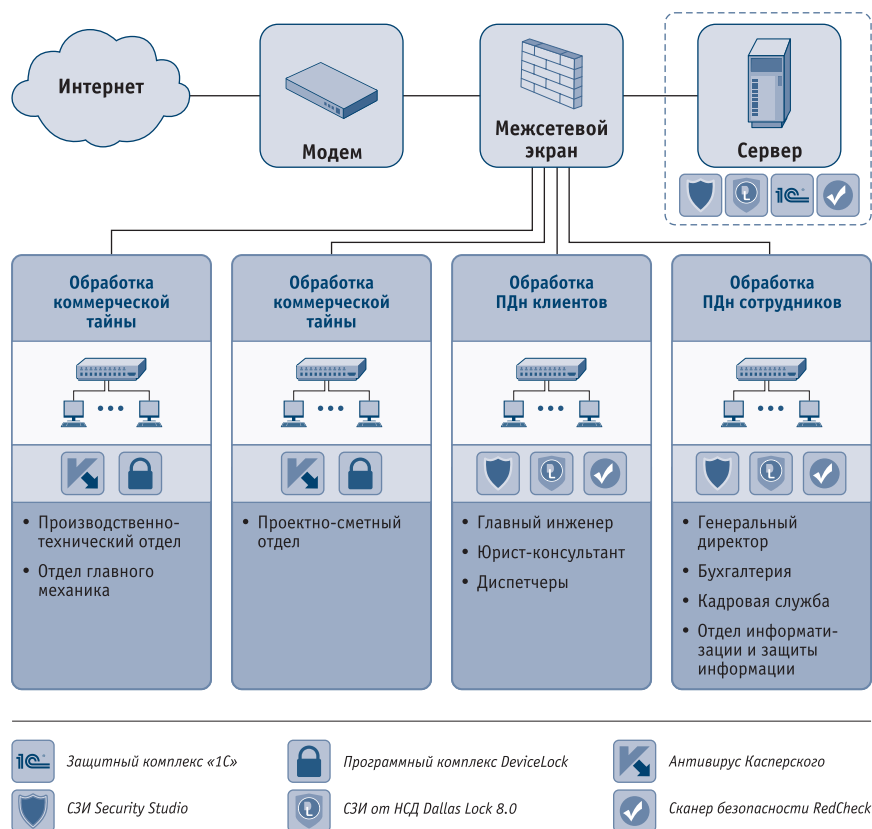 Интернет
Модем
Межсетевой
экран
Сервер
1С
Обработка
коммерческой
тайны
Обработка
коммерческой
тайны
Обработка
ПДн клиентов
Обработка
ПДн сотрудников
• Производственно-
технический отдел
• Отдел главного
механика
• Проектно-сметный
отдел
• Главный инженер
• Юрист-консультант
• Диспетчеры
• Генеральный
директор
• Бухгалтерия
• Кадровая служба
• Отдел информати-
зации и защиты
информации
1С
Защитный комплекс «1С»
Программный комплекс DeviceLock
Антивирус Касперского
СЗИ Security Studio
СЗИ от НСД Dallas Lock 8.0
Сканер безопасности RedCheck